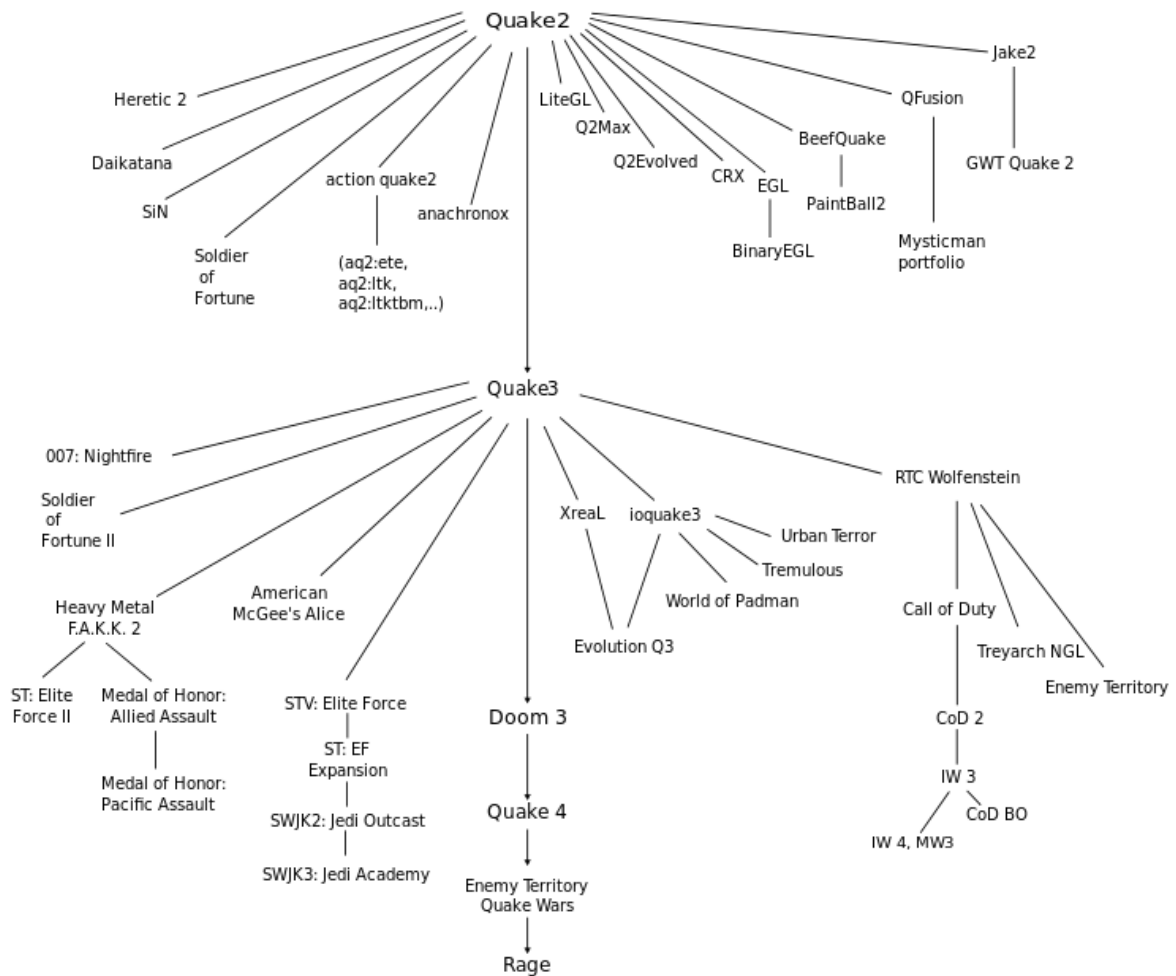 Quake2
Jake2
Heretic 2
LiteGL
QFusion
Q2Max
BeefQuake
Daikatana
Q2Evolved
GWT Quake 2
action quake2
CRX
EGL
PaintBall2
SiN
anachronox
Soldier
of
Fortune
(aq2:ete,
aq2:ltk,
aq2:ltktbm,..)
BinaryEGL
Mysticman
portfolio
Quake3
007: Nightfire
RTC Wolfenstein
Soldier
of
Fortune II
XreaL
ioquake3
Urban Terror
Tremulous
American
McGee's Alice
World of Padman
Heavy Metal
F.A.K.K. 2
Call of Duty
Evolution Q3
Treyarch NGL
Enemy Territory
ST: Elite
Force II
Medal of Honor:
Allied Assault
STV: Elite Force
Doom 3
CoD 2
ST: EF
Expansion
IW 3
Medal of Honor:
Pacific Assault
Quake 4
CoD BO
SWJK2: Jedi Outcast
IW 4, MW3
SWJK3: Jedi Academy
Enemy Territory
Quake Wars
Rage